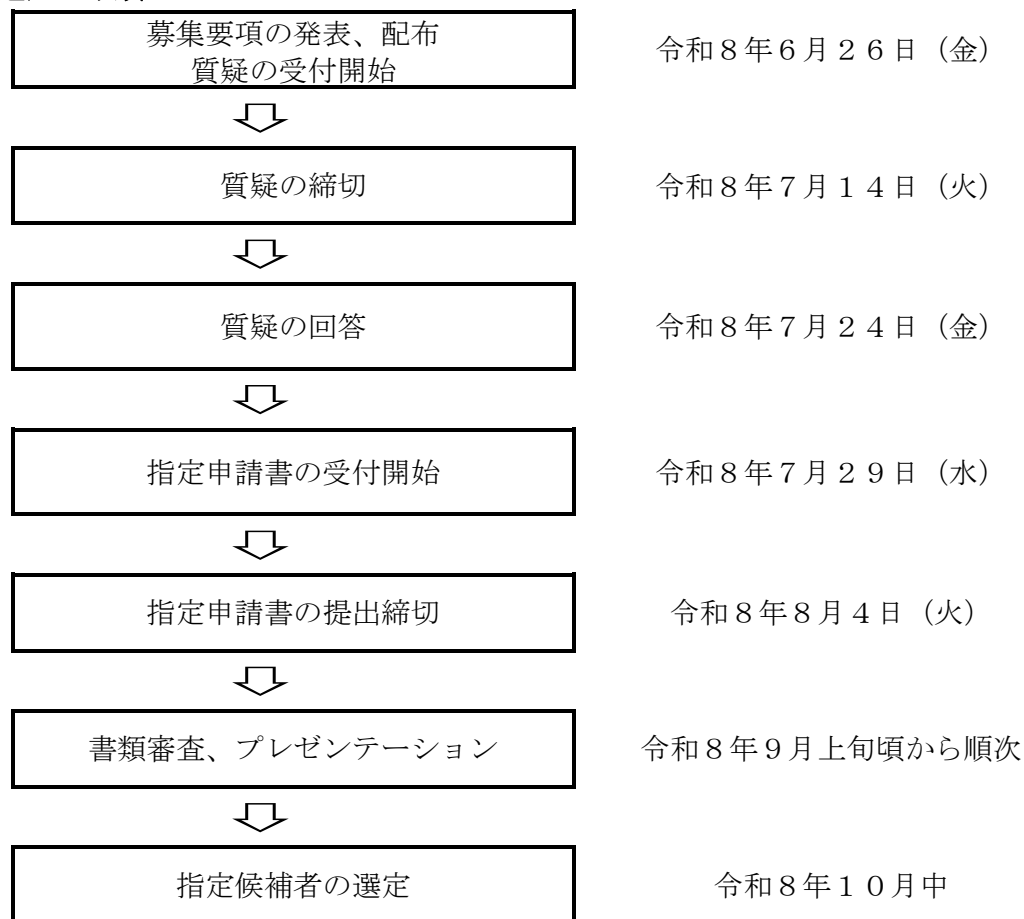 募集要項の発表、配布
質疑の受付開始
令和８年６月２６日（金）
質疑の締切
令和８年７月１４日（火）
質疑の回答
令和８年７月２４日（金）
指定申請書の受付開始
令和８年７月２９日（水）
指定申請書の提出締切
令和８年８月４日（火）
書類審査、プレゼンテーション
令和８年９月上旬頃から順次
指定候補者の選定
令和８年１０月中